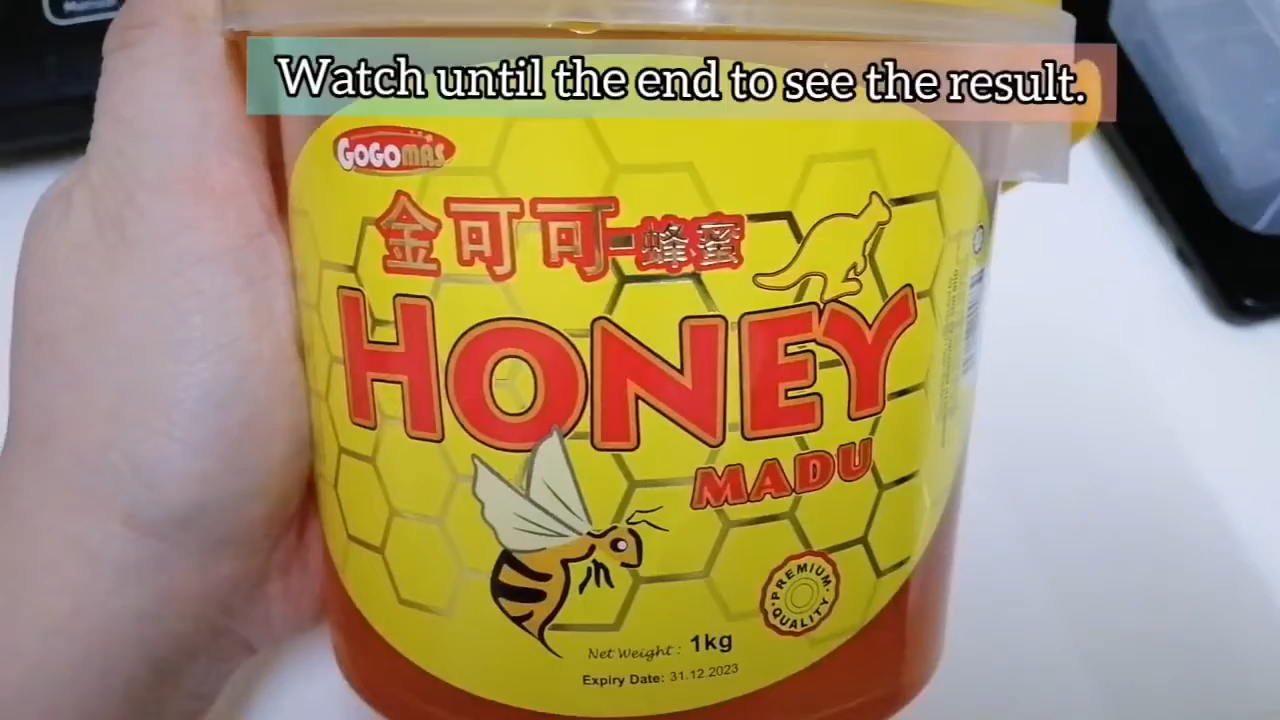 Watch until the end to see the result.
GOGOMAS
金可可-蜂蜜
HONEY
MADU
PREMIUM
QUALITY
Net Weight : 1kg
Expiry Date: 31.12.2023